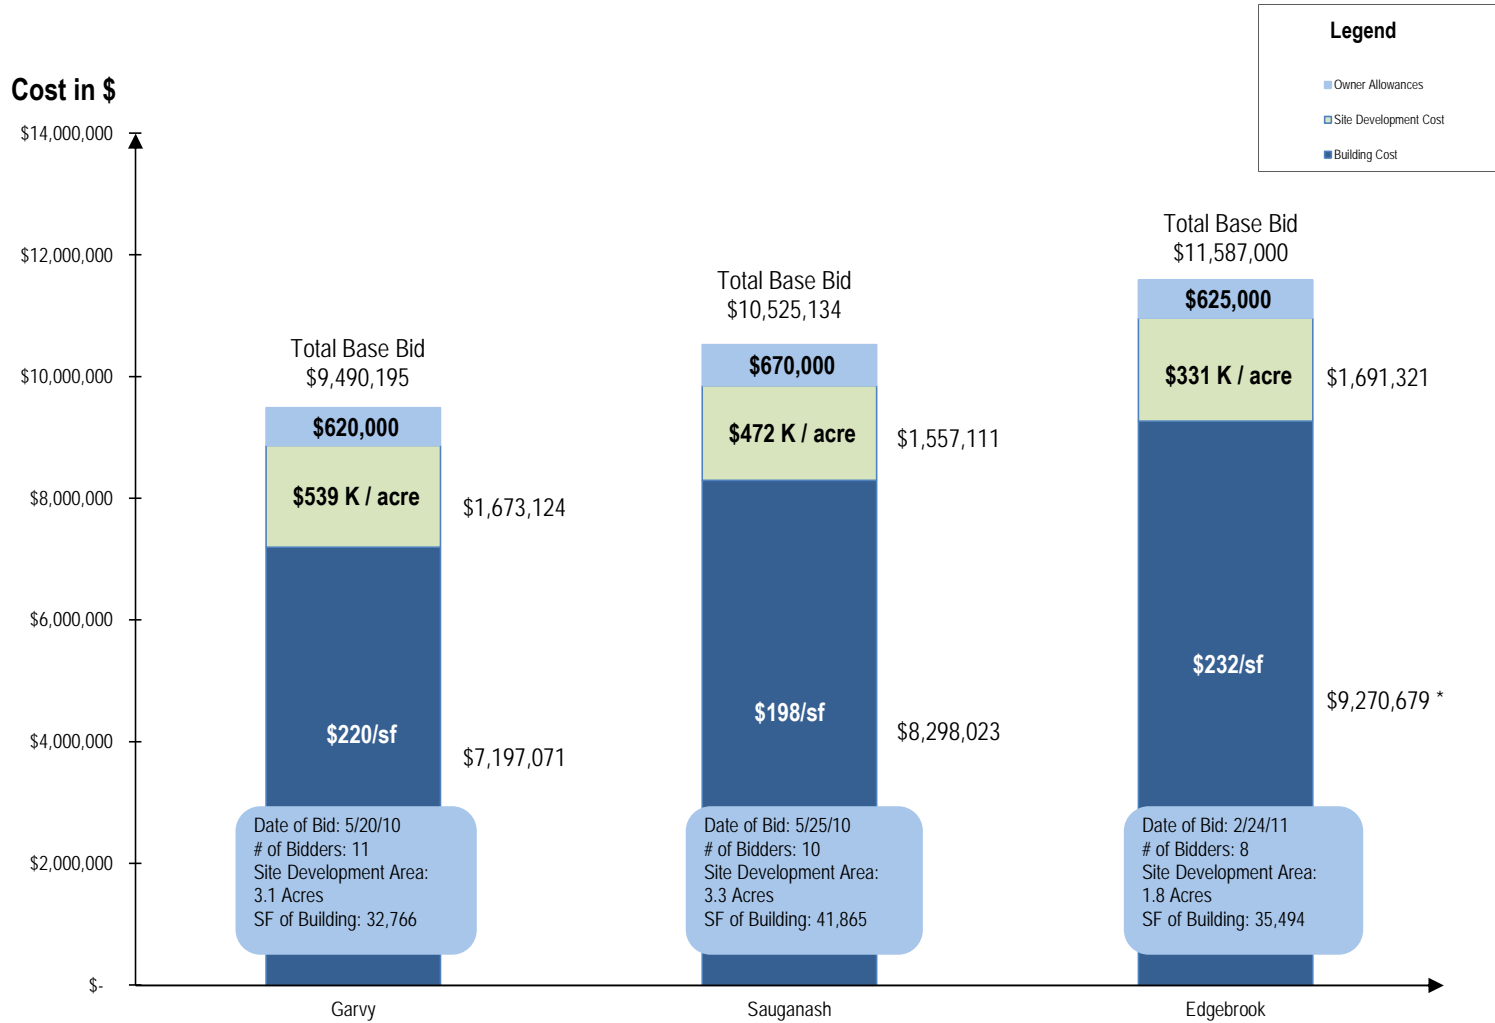 Legend
Owner Allowances
Site Development Cost
Building Cost
Cost in $
$14,000,000
$12,000,000
$10,000,000
$8,000,000
$6,000,000
$4,000,000
$2,000,000
$-
Total Base Bid
$9,490,195
$620,000
$539 K / acre
$1,673,124
$220/sf
$7,197,071
Date of Bid: 5/20/10
# of Bidders: 11
Site Development Area:
3.1 Acres
SF of Building: 32,766
Garvy
Total Base Bid
$10,525,134
$670,000
$472 K / acre
$1,557,111
$198/sf
$8,298,023
Date of Bid: 5/25/10
# of Bidders: 10
Site Development Area:
3.3 Acres
SF of Building: 41,865
Sauganash
Total Base Bid
$11,587,000
$625,000
$331 K / acre
$1,691,321
$232/sf
$9,270,679 *
Date of Bid: 2/24/11
# of Bidders: 8
Site Development Area:
1.8 Acres
SF of Building: 35,494
Edgebrook